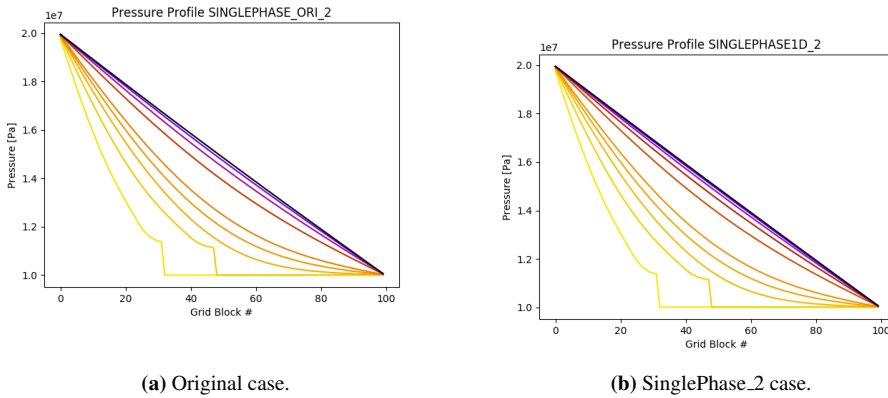 Pressure Profile SINGLEPHASE_ORI_2
1e7
2.0
1.8
1.6
1.4
1.2
1.0
Pressure [Pa]
0 20 40 60 80 100
Grid Block #
(a) Original case.
Pressure Profile SINGLEPHASE1D_2
1e7
2.0
1.8
1.6
1.4
1.2
1.0
Pressure [Pa]
0 20 40 60 80 100
Grid Block #
(b) SinglePhase_2 case.